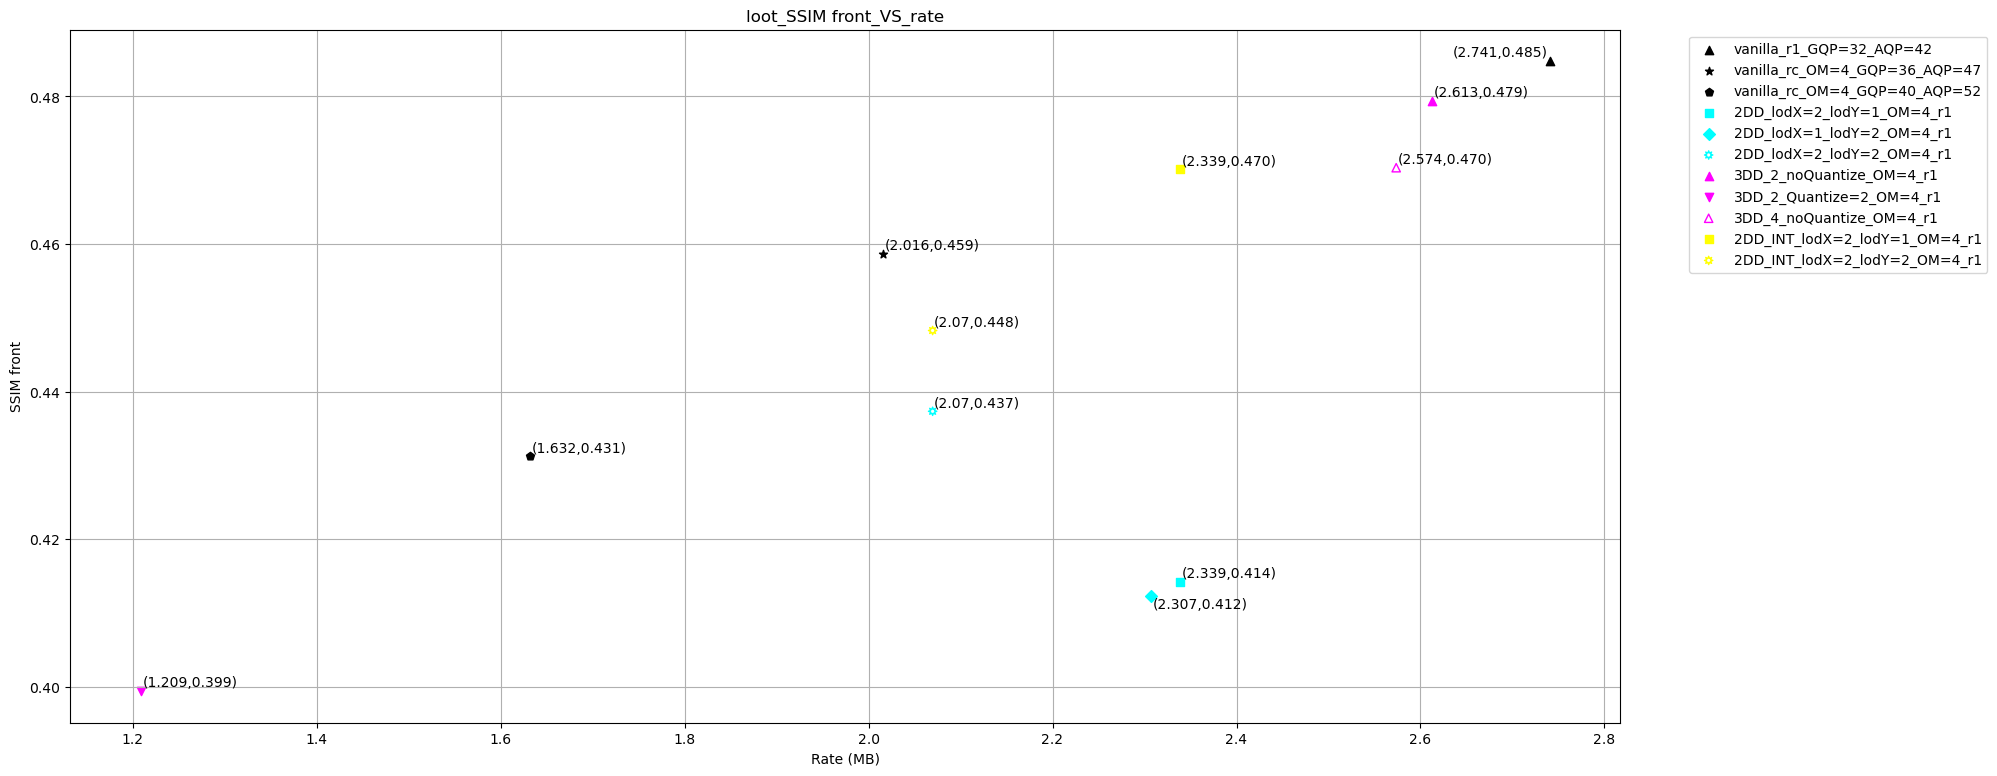 loot_SSIM front_VS_rate
(2.741,0.485)
(2.613,0.479)
(2.574,0.470)
(2.339,0.470)
(2.016,0.459)
(2.07,0.448)
(2.07,0.437)
(1.632,0.431)
(2.339,0.414)
(2.307,0.412)
(1.209,0.399)
0.48
0.46
0.44
0.42
0.40
SSIM front
1.2 1.4 1.6 1.8 2.0 2.2 2.4 2.6 2.8
Rate (MB)
vanilla_r1_GQP=32_AQP=42
vanilla_rc_OM=4_GQP=36_AQP=47
vanilla_rc_OM=4_GQP=40_AQP=52
2DD_lodX=2_lodY=1_OM=4_r1
2DD_lodX=1_lodY=2_OM=4_r1
2DD_lodX=2_lodY=2_OM=4_r1
3DD_2_noQuantize_OM=4_r1
3DD_2_Quantize=2_OM=4_r1
3DD_4_noQuantize_OM=4_r1
2DD_INT_lodX=2_lodY=1_OM=4_r1
2DD_INT_lodX=2_lodY=2_OM=4_r1